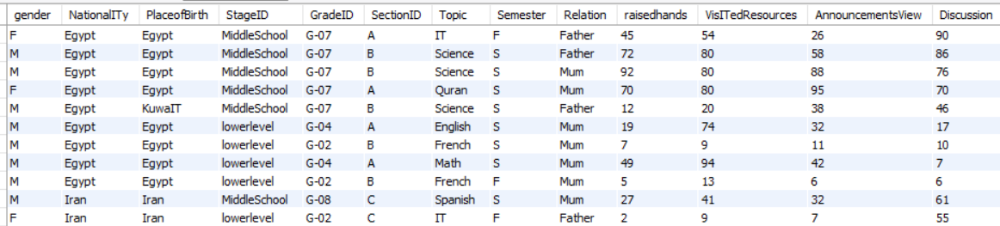 gender NationalITy PlaceofBirth StageID GradeID SectionID Topic Semester Relation raisedhands VisITedResources AnnouncementsView Discussion
F Egypt Egypt MiddleSchool G-07 A IT F Father 45 54 26 90
M Egypt Egypt MiddleSchool G-07 B Science S Father 72 80 58 86
M Egypt Egypt MiddleSchool G-07 B Science S Mum 92 80 88 76
F Egypt Egypt MiddleSchool G-07 A Quran S Mum 70 80 95 70
M Egypt KuwaIT MiddleSchool G-07 B Science S Father 12 20 38 46
M Egypt Egypt lowerlevel G-04 A English S Mum 19 74 32 17
M Egypt Egypt lowerlevel G-02 B French S Mum 7 9 11 10
M Egypt Egypt lowerlevel G-04 A Math S Mum 49 94 42 7
M Egypt Egypt lowerlevel G-02 B French F Mum 5 13 6 6
M Iran Iran MiddleSchool G-08 C Spanish S Mum 27 41 32 61
F Iran Iran lowerlevel G-02 C IT F Father 2 9 7 55